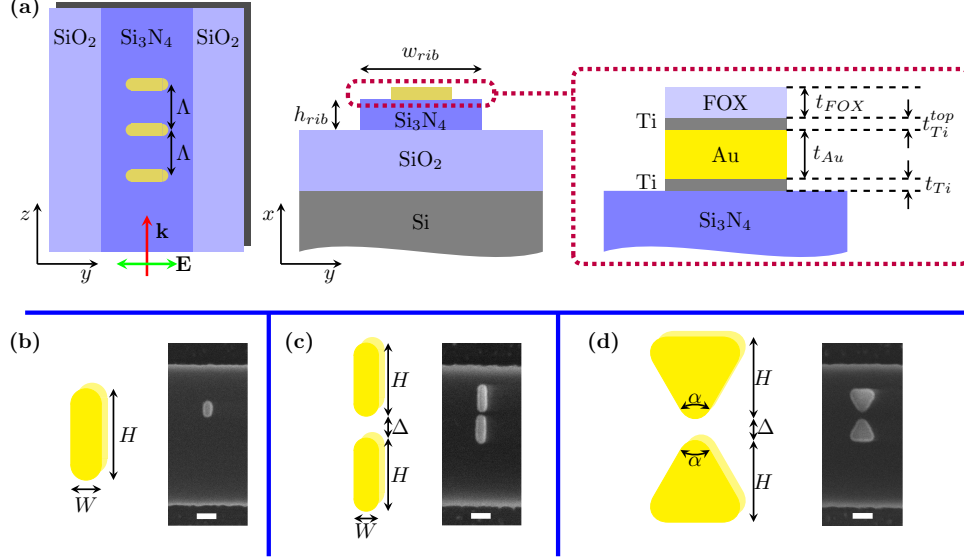 (a)
SiO₂
Si₃N₄
SiO₂
Λ
Λ
z
y
k
E
w_rib
h_rib
Si₃N₄
SiO₂
Si
x
y
FOX
Ti
Au
Ti
Si₃N₄
t_FOX
t_Ti^top
t_Au
t_Ti
(b)
H
W
(c)
H
Δ
H
W
(d)
α
H
Δ
α
H